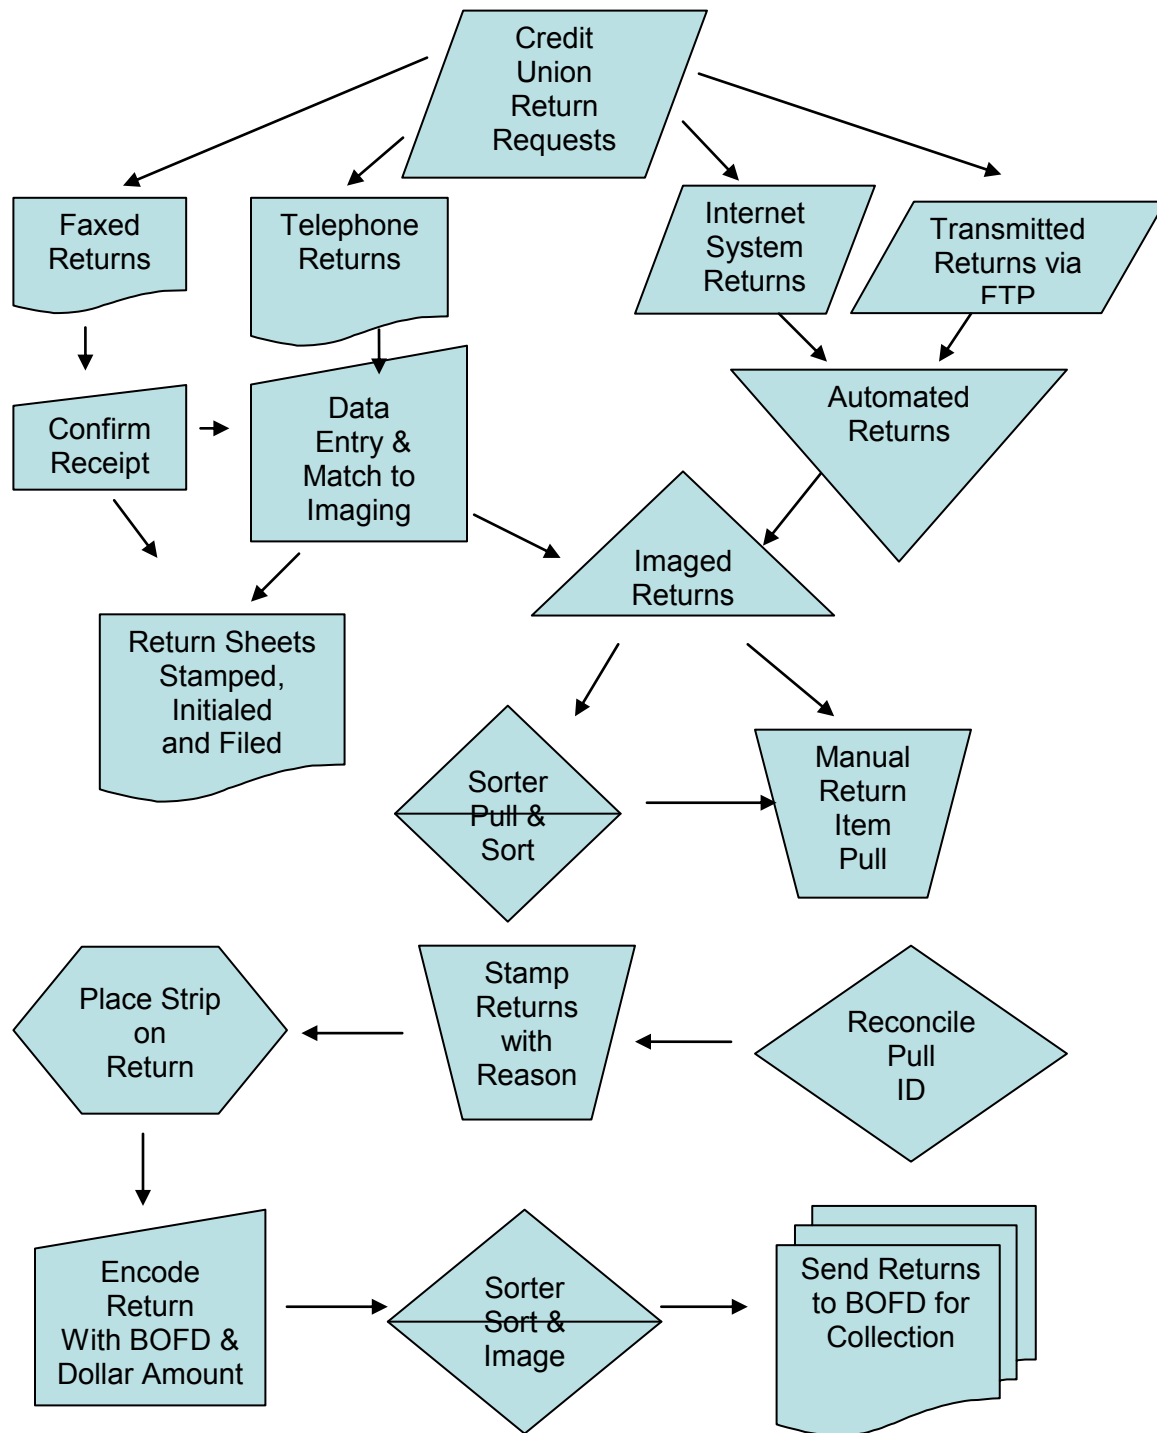 Credit
Union
Return
Requests
Faxed
Returns
Telephone
Returns
Internet
System
Returns
Transmitted
Returns via
FTP
Confirm
Receipt
Data
Entry &
Match to
Imaging
Automated
Returns
Imaged
Returns
Return Sheets
Stamped,
Initialed
and Filed
Sorter
Pull &
Sort
Manual
Return
Item
Pull
Place Strip
on
Return
Stamp
Returns
with
Reason
Reconcile
Pull
ID
Encode
Return
With BOFD &
Dollar Amount
Sorter
Sort &
Image
Send Returns
to BOFD for
Collection